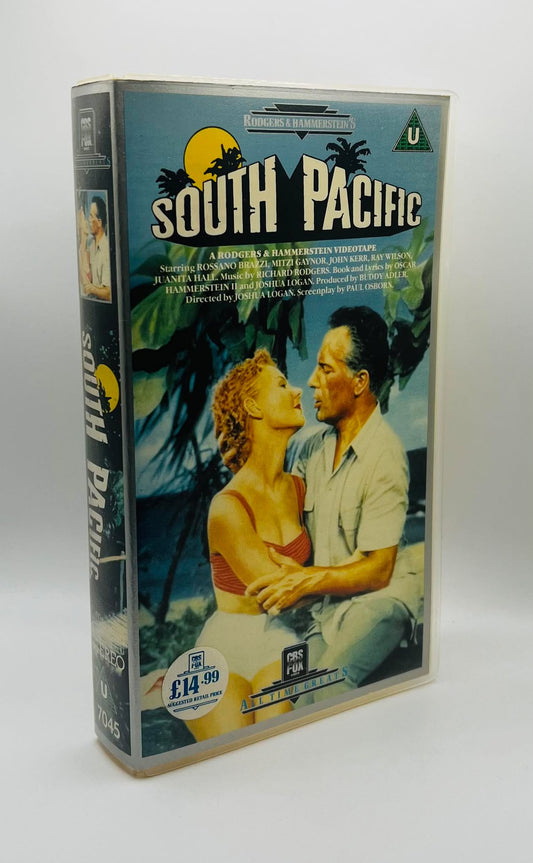 RODGERS & HAMMERSTEIN'S
U
SOUTH PACIFIC
A RODGERS & HAMMERSTEIN VIDEOTAPE
Starring ROSSANO BRAZZI, MITZI GAYNOR, JOHN KERR, RAY WILSON,
JUANITA HALL. Music by RICHARD RODGERS. Book and Lyrics by OSCAR
HAMMERSTEIN II and JOSHUA LOGAN. Produced by BUDDY ADLER.
Directed by JOSHUA LOGAN. Screenplay by PAUL OSBORN.
CBS
FOX
ALL TIME GREATS
CBS
FOX
£14.99
SUGGESTED RETAIL PRICE
CBS
FOX
SOUTH PACIFIC
STEREO
U
7045